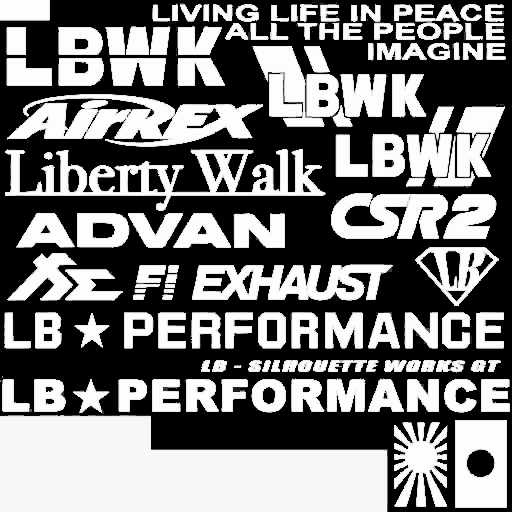 LIVING LIFE IN PEACE
ALL THE PEOPLE
IMAGINE
LBWK
LBWK
AirREX
LBWK
Liberty Walk
CSR2
ADVAN
Fi EXHAUST
LB
LB ★ PERFORMANCE
LB - SILHOUETTE WORKS GT
LB ★ PERFORMANCE